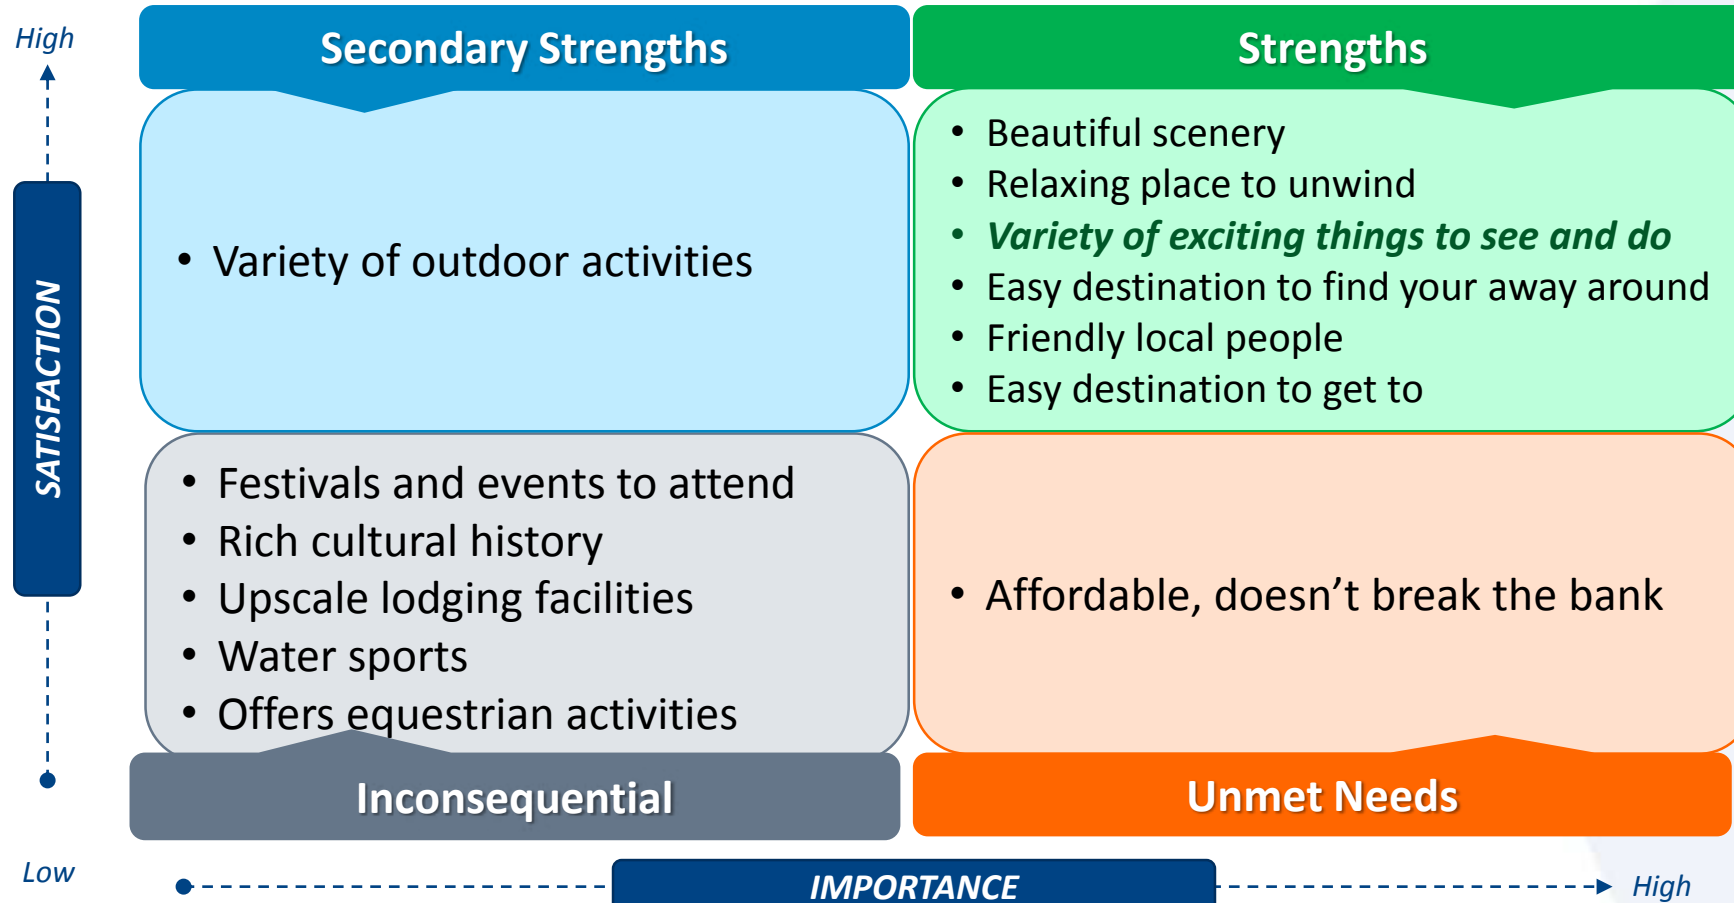 High
Secondary Strengths
Strengths
• Variety of outdoor activities
• Beautiful scenery
• Relaxing place to unwind
• Variety of exciting things to see and do
• Easy destination to find your away around
• Friendly local people
• Easy destination to get to
SATISFACTION
• Festivals and events to attend
• Rich cultural history
• Upscale lodging facilities
• Water sports
• Offers equestrian activities
• Affordable, doesn’t break the bank
Inconsequential
Unmet Needs
Low
IMPORTANCE
High